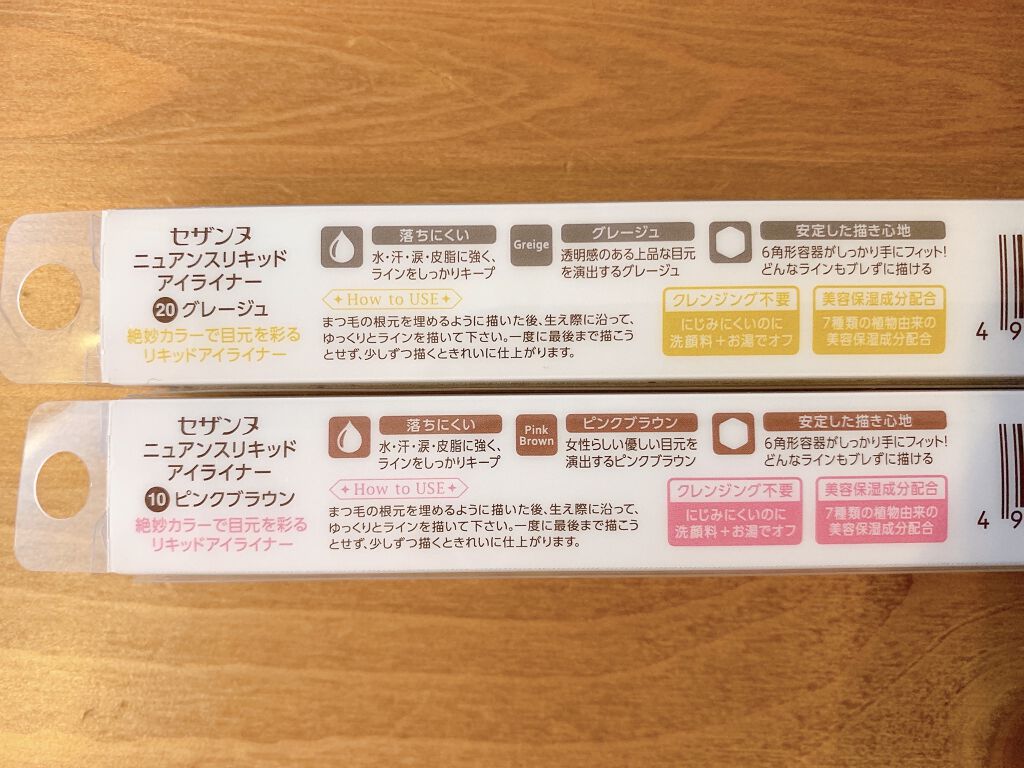 セザンヌ
ニュアンスリキッド
アイライナー
20 グレージュ
絶妙カラーで目元を彩る
リキッドアイライナー
落ちにくい
水・汗・涙・皮脂に強く、
ラインをしっかりキープ
Greige
グレージュ
透明感のある上品な目元
を演出するグレージュ
安定した描き心地
6角形容器がしっかり手にフィット!
どんなラインもブレずに描ける
How to USE
まつ毛の根元を埋めるように描いた後、生え際に沿って、
ゆっくりとラインを描いて下さい。一度に最後まで描こう
とせず、少しずつ描くときれいに仕上がります。
クレンジング不要
にじみにくいのに
洗顔料+お湯でオフ
美容保湿成分配合
7種類の植物由来の
美容保湿成分配合
4 9
セザンヌ
ニュアンスリキッド
アイライナー
10 ピンクブラウン
絶妙カラーで目元を彩る
リキッドアイライナー
落ちにくい
水・汗・涙・皮脂に強く、
ラインをしっかりキープ
Pink
Brown
ピンクブラウン
女性らしい優しい目元を
演出するピンクブラウン
安定した描き心地
6角形容器がしっかり手にフィット!
どんなラインもブレずに描ける
How to USE
まつ毛の根元を埋めるように描いた後、生え際に沿って、
ゆっくりとラインを描いて下さい。一度に最後まで描こう
とせず、少しずつ描くときれいに仕上がります。
クレンジング不要
にじみにくいのに
洗顔料+お湯でオフ
美容保湿成分配合
7種類の植物由来の
美容保湿成分配合
4 9